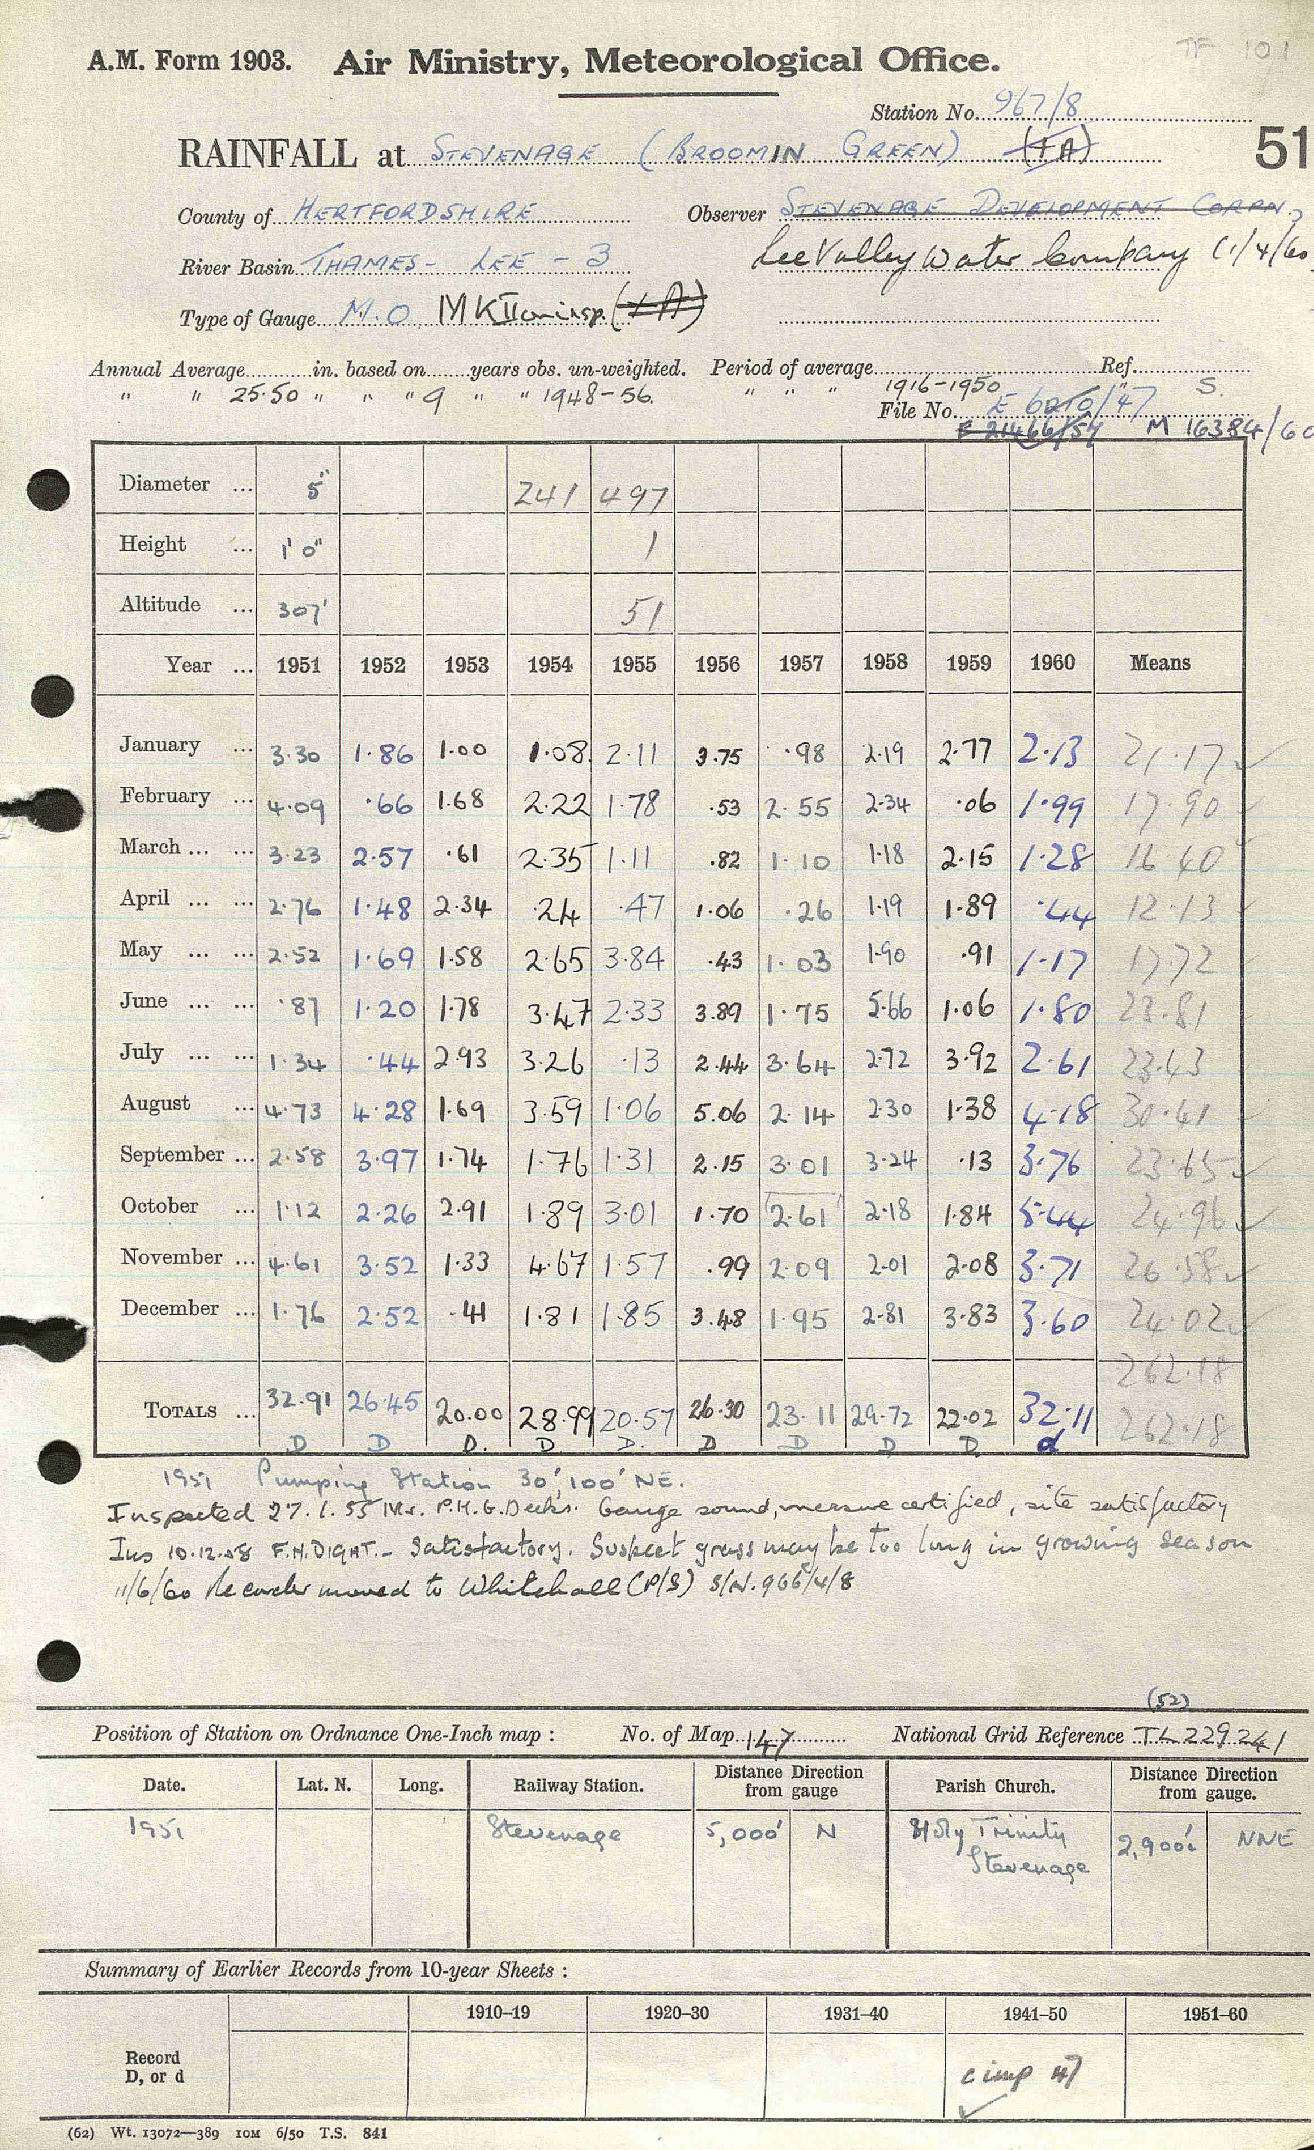 TF 101
A.M. Form 1903. Air Ministry, Meteorological Office.
Station No. 967/8
RAINFALL at STEVENAGE (BROOMIN GREEN) (IA) 51
County of HERTFORDSHIRE Observer STEVENAGE DEVELOPMENT CORPN,
River Basin THAMES - LEE - 3 Lee Valley Water Company (1/4/60
Type of Gauge M.O MKII
Annual Average in. based on years obs. un-weighted. Period of average Ref.
" " 25.50 " " " 9 " " 1948-56. " " " 1916-1950 " S.
File No. E 6210/47
E 21466/54 M 16384/60
Diameter ... 5" 241 497
Height ... 1' 0" 1
Altitude ... 307' 51
Year ... 1951 1952 1953 1954 1955 1956 1957 1958 1959 1960 Means
January ... 3.30 1.86 1.00 1.08 2.11 3.75 .98 2.19 2.77 2.13 21.17
February ... 4.09 .66 1.68 2.22 1.78 .53 2.55 2.34 .06 1.99 17.90
March ... ... 3.23 2.57 .61 2.35 1.11 .82 1.10 1.18 2.15 1.28 16.40
April ... ... 2.76 1.48 2.34 .24 .47 1.06 .26 1.19 1.89 .44 12.13
May ... ... 2.52 1.69 1.58 2.65 3.84 .43 1.03 1.90 .91 1.17 17.72
June ... ... .87 1.20 1.78 3.47 2.33 3.89 1.75 5.66 1.06 1.80 23.81
July ... ... 1.34 .44 2.93 3.26 .13 2.44 3.64 2.72 3.92 2.61 23.43
August ... 4.73 4.28 1.69 3.59 1.06 5.06 2.14 2.30 1.38 4.18 30.41
September ... 2.58 3.97 1.74 1.76 1.31 2.15 3.01 3.24 .13 3.76 23.65
October ... 1.12 2.26 2.91 1.89 3.01 1.70 2.61 2.18 1.84 5.44 24.96
November ... 4.61 3.52 1.33 4.67 1.57 .99 2.09 2.01 2.08 3.71 26.58
December ... 1.76 2.52 .41 1.81 1.85 3.48 1.95 2.81 3.83 3.60 24.02
262.18
TOTALS ... 32.91 26.45 20.00 28.99 20.57 26.30 23.11 29.72 22.02 32.11 262.18
D D D. D. D. D D D D. d
1951 Pumping Station 30', 100' NE.
Inspected 27.1.55 Mr. P.H.G. Decks. Gauge sound, measure certified, site satisfactory
Ins 10.12.58 F.H.DIGHT. - Satisfactory. Suspect grass may be too long in growing season
11/6/60 Recorder moved to Whitehall (P/S) S/N. 966/4/8
(52)
Position of Station on Ordnance One-Inch map : No. of Map 147 National Grid Reference TL 229241
Date. Lat. N. Long. Railway Station. Distance from Direction gauge Parish Church. Distance from Direction gauge.
1951 Stevenage 5,000' N Holy Trinity Stevenage 2,900' NNE
Summary of Earlier Records from 10-year Sheets :
1910–19 1920–30 1931–40 1941–50 1951–60
Record
D, or d c imp 47
(62) Wt. 13072—389 10M 6/50 T.S. 841